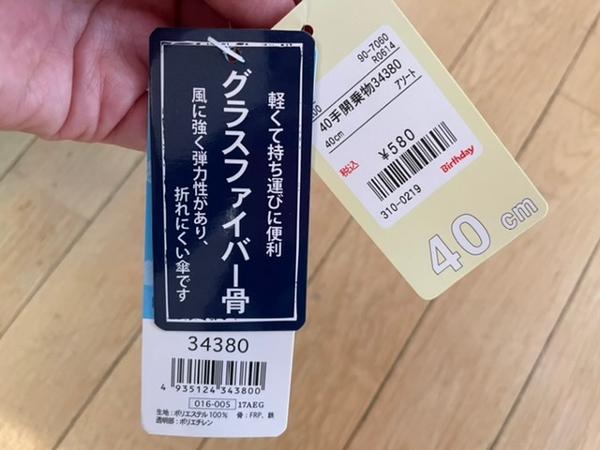 軽くて持ち運びに便利
グラスファイバー骨
風に強く弾力性があり、
折れにくい傘です
34380
4 935124 343800
016-005 17AEG
生地：ポリエステル100% 骨：FRP、鉄
透明部：ポリエチレン
90-7060
R0614
40手開乗物34380
アソート
40cm
¥580
税込
Birthday
310-0219
40 cm